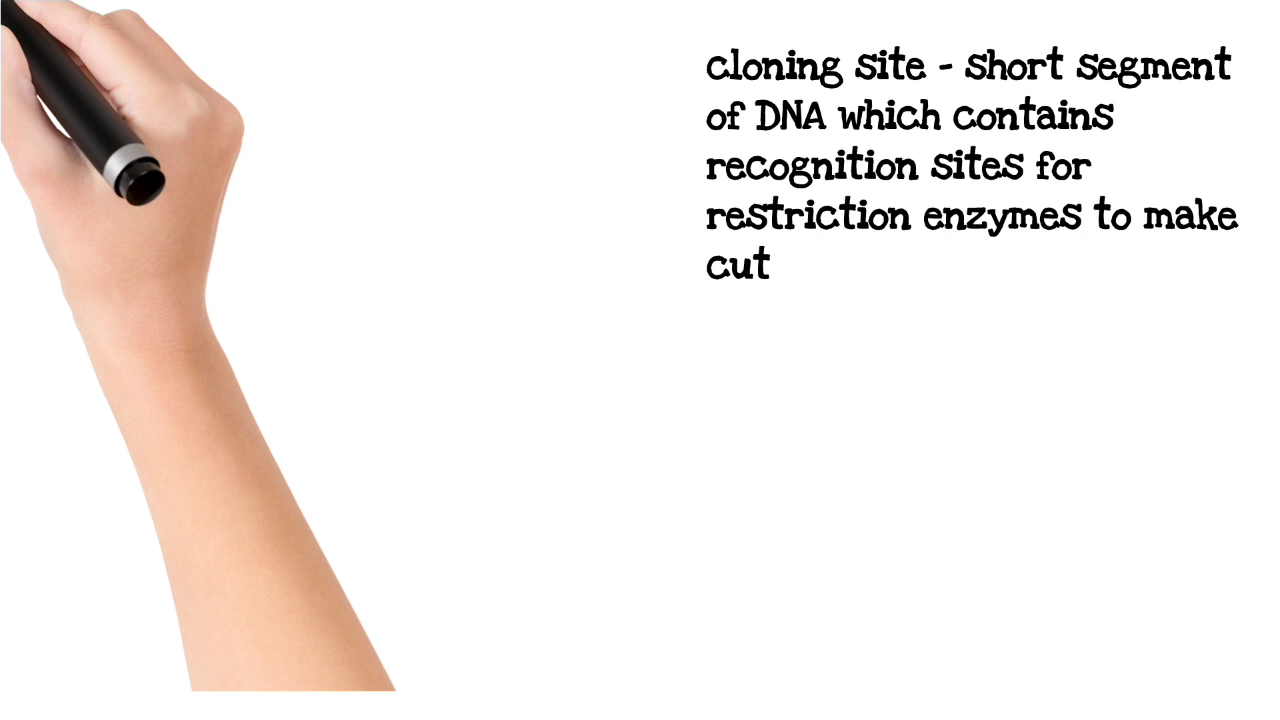 cloning site - short segment
of DNA which contains
recognition sites for
restriction enzymes to make
cut